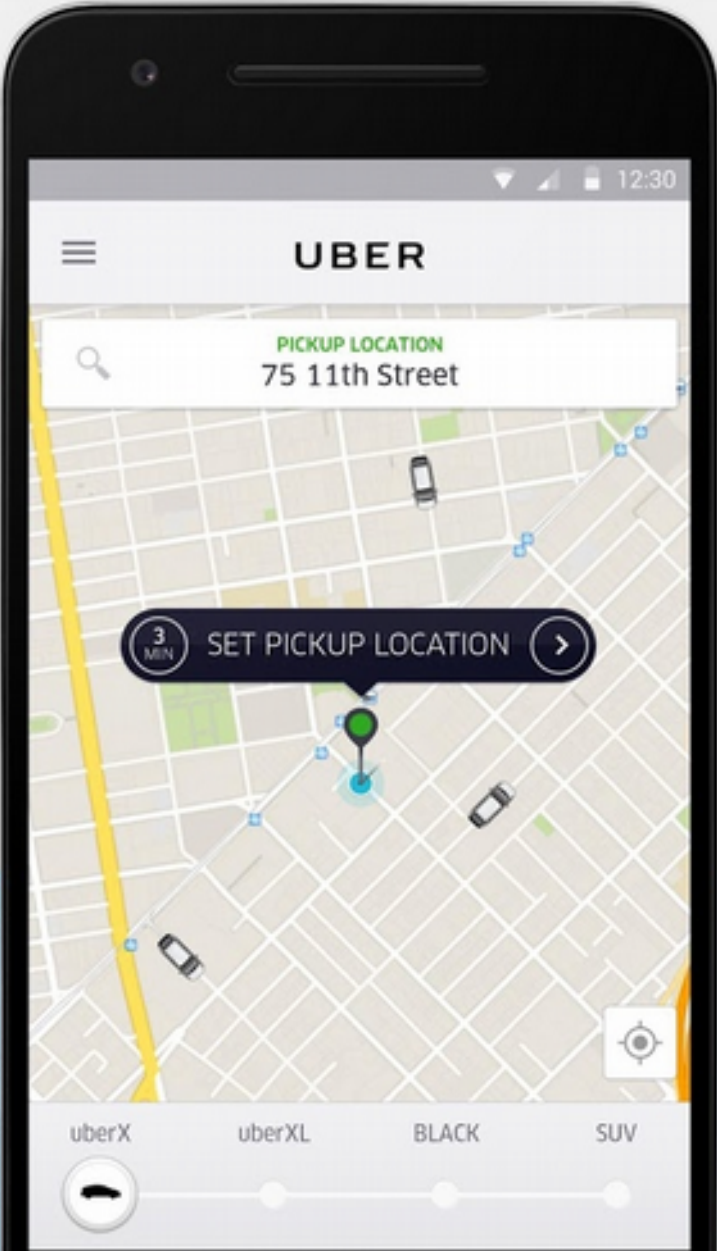 12:30
UBER
PICKUP LOCATION
75 11th Street
3
MIN
SET PICKUP LOCATION
uberX uberXL BLACK SUV